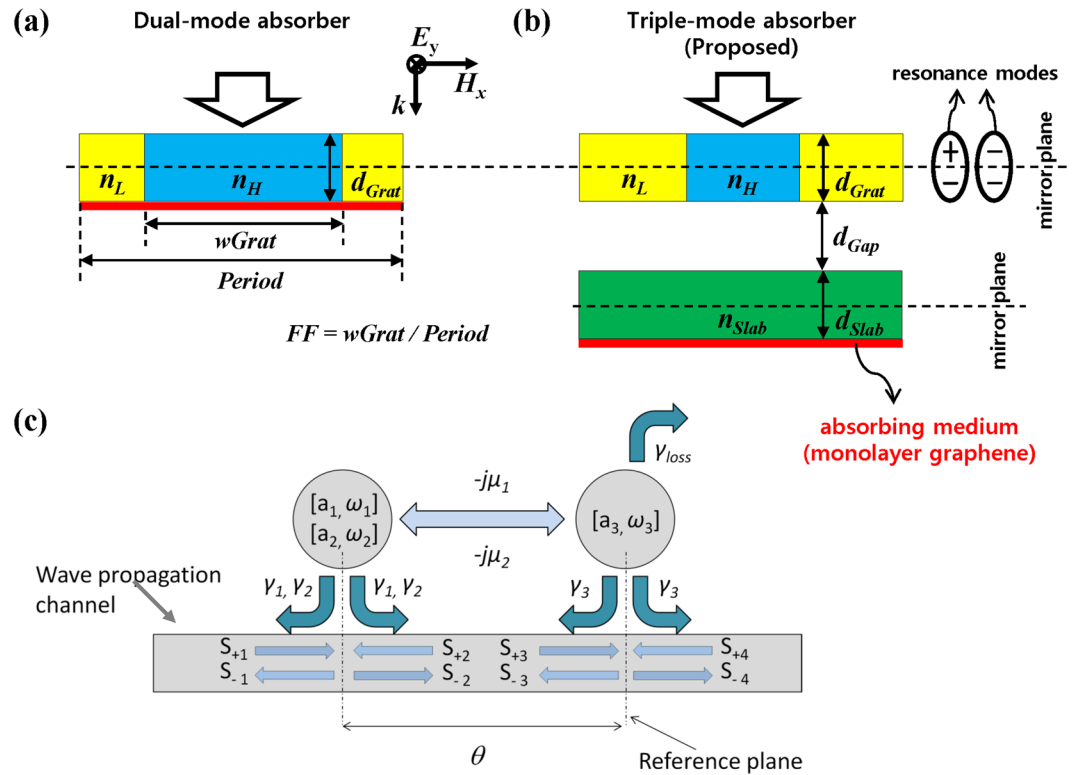 (a)
Dual-mode absorber
E_y
H_x
k
n_L
n_H
d_Grat
wGrat
Period
FF = wGrat / Period
(b)
Triple-mode absorber
(Proposed)
resonance modes
+ −
− −
mirror plane
n_L
n_H
d_Grat
d_Gap
n_Slab
d_Slab
mirror plane
absorbing medium
(monolayer graphene)
(c)
γ_loss
[a_1, ω_1]
[a_2, ω_2]
-jμ_1
-jμ_2
[a_3, ω_3]
Wave propagation
channel
γ_1, γ_2
γ_1, γ_2
γ_3
γ_3
S_+1
S_+2
S_+3
S_+4
S_-1
S_-2
S_-3
S_-4
θ
Reference plane